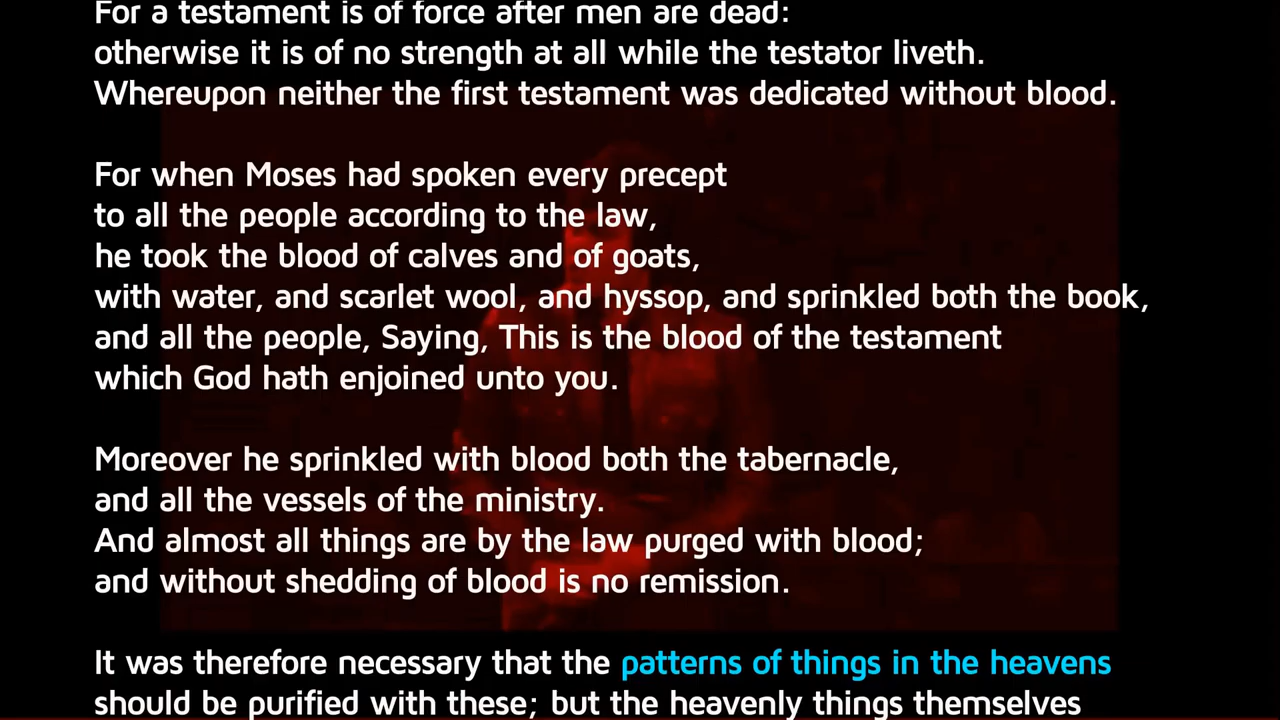 For a testament is of force after men are dead:
otherwise it is of no strength at all while the testator liveth.
Whereupon neither the first testament was dedicated without blood.
For when Moses had spoken every precept
to all the people according to the law,
he took the blood of calves and of goats,
with water, and scarlet wool, and hyssop, and sprinkled both the book,
and all the people, Saying, This is the blood of the testament
which God hath enjoined unto you.
Moreover he sprinkled with blood both the tabernacle,
and all the vessels of the ministry.
And almost all things are by the law purged with blood;
and without shedding of blood is no remission.
It was therefore necessary that the patterns of things in the heavens
should be purified with these; but the heavenly things themselves